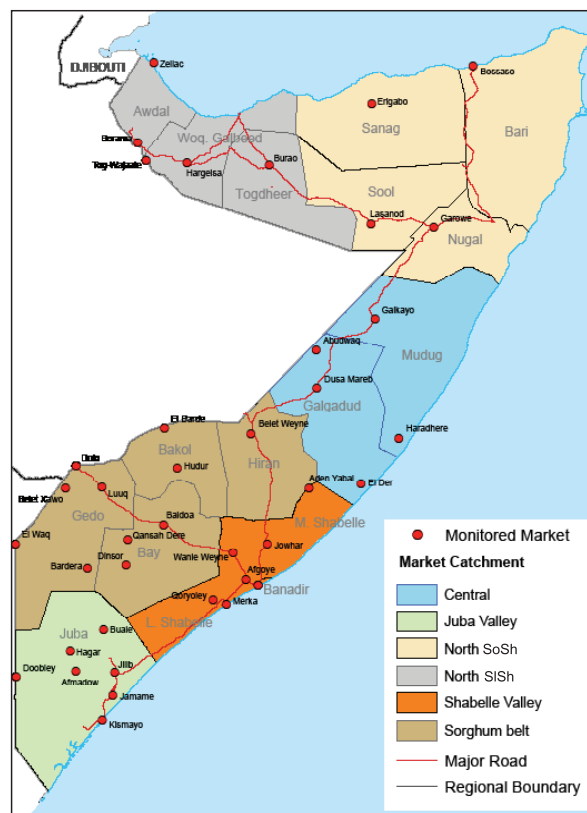 DJIBOUTI
Zeilac
Bossaso
Awdal
Erigabo
Sanag
Bari
Borama
Woq. Galbeed
Burao
Hargeisa
Togdheer
Sool
Lasanod
Garowe
Nugal
Galkayo
Abudwaq
Mudug
Dusa Mareb
Galgadud
El Barde
Belet Weyne
Haradhere
Bakol
Hiran
Hudur
Aden Yabal
El Der
Belet Xawo
Luuq
Gedo
Baidoa
M. Shabelle
El Waq
Qansah Dere
Bay
Dinsor
Wanle Weyne
Jowhar
Bardera
Afgoye
Banadir
Qoryoley
Merka
L. Shabelle
Juba
Buale
Hagar
Doobley
Jilib
Afmadow
Jamame
Kismayo
Monitored Market
Market Catchment
Central
Juba Valley
North SoSh
North SlSh
Shabelle Valley
Sorghum belt
Major Road
Regional Boundary